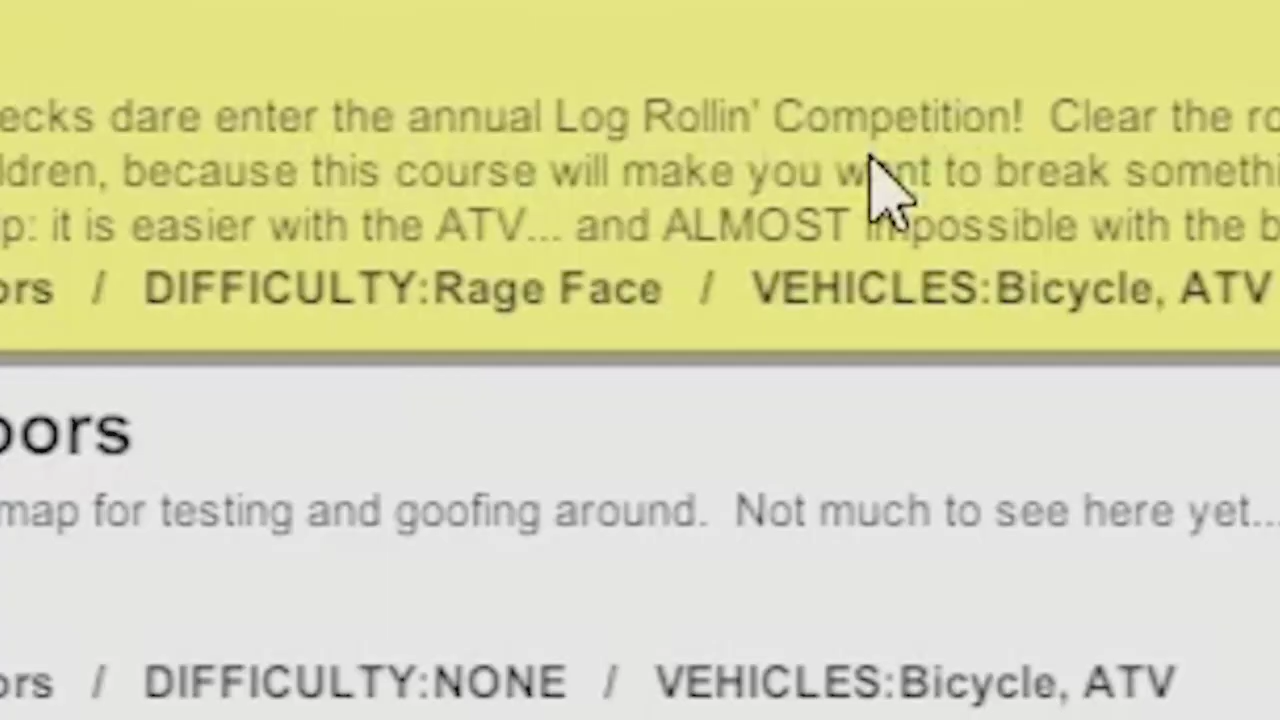 ecks dare enter the annual Log Rollin' Competition!  Clear the ro
ldren, because this course will make you want to break somethi
p: it is easier with the ATV... and ALMOST impossible with the b
ors / DIFFICULTY:Rage Face / VEHICLES:Bicycle, ATV
oors
map for testing and goofing around.  Not much to see here yet...
ors / DIFFICULTY:NONE / VEHICLES:Bicycle, ATV